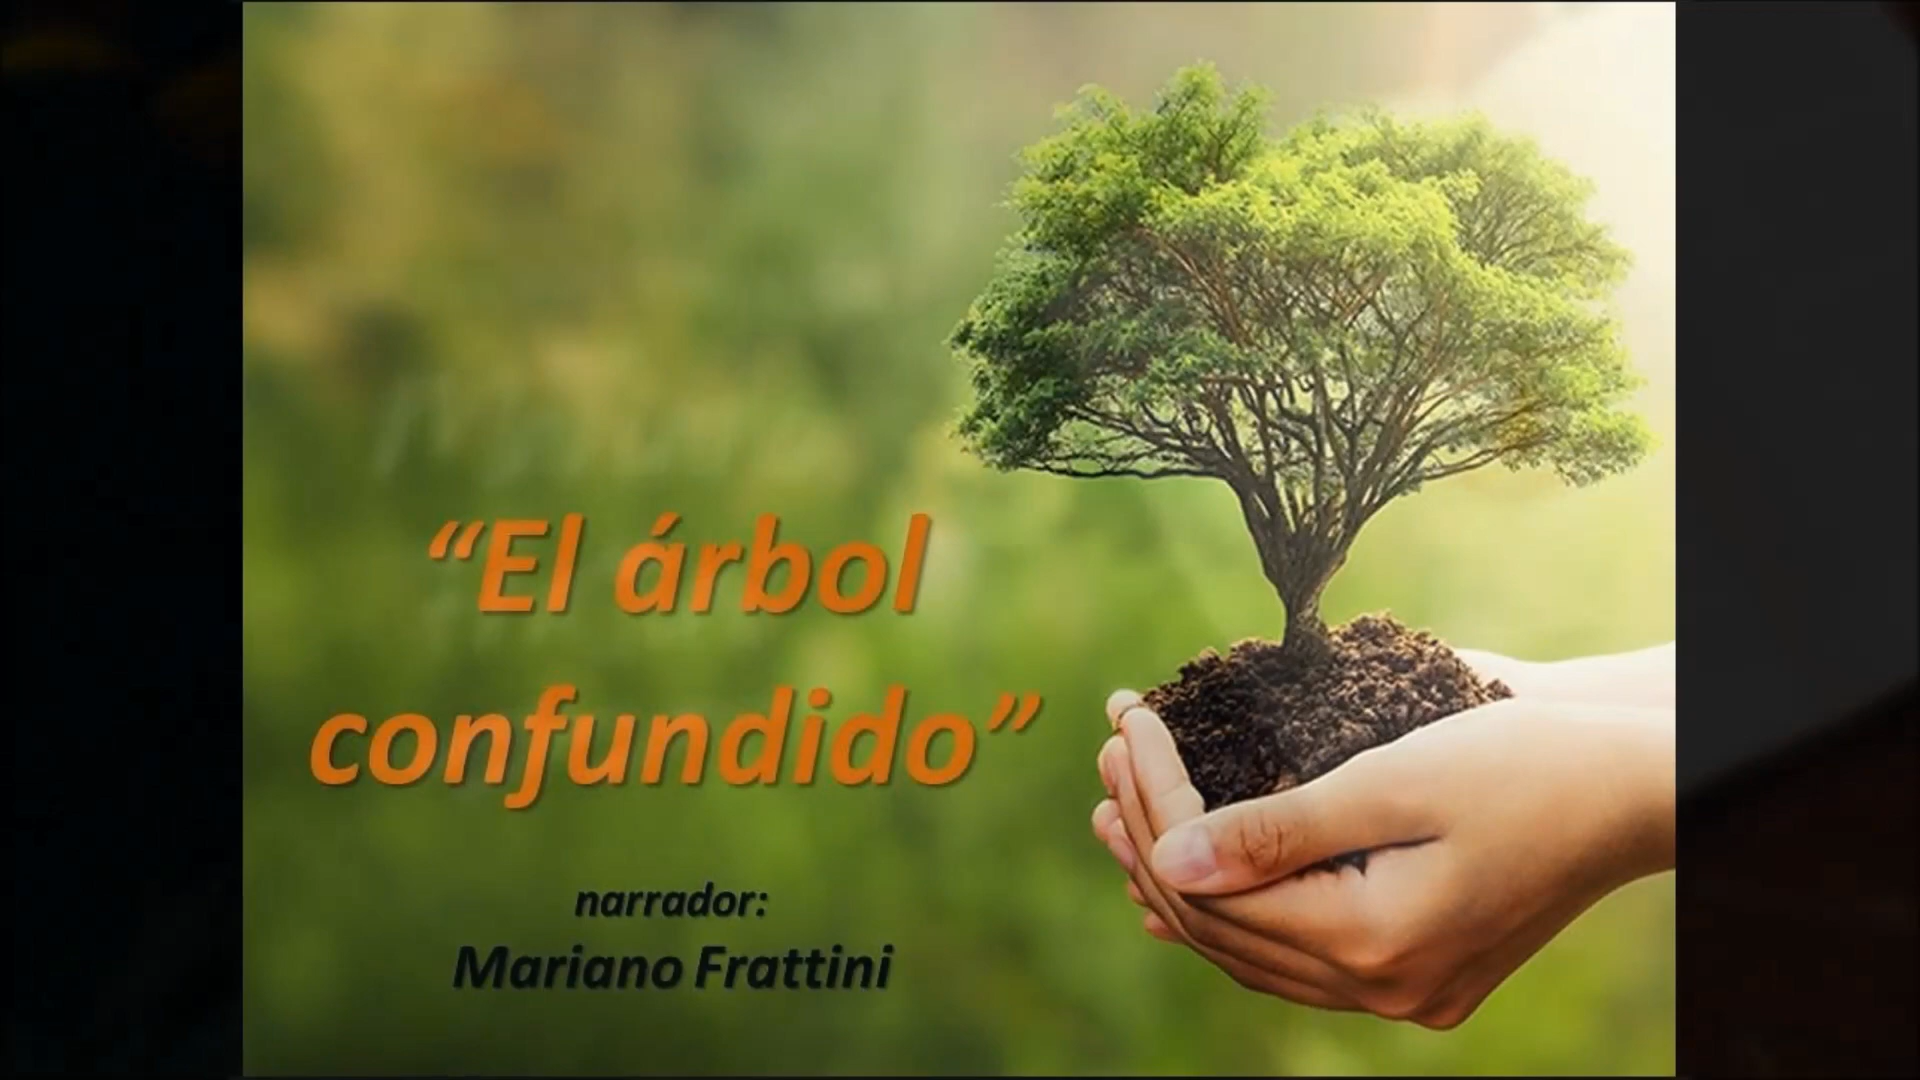 “El árbol
confundido”
narrador:
Mariano Frattini